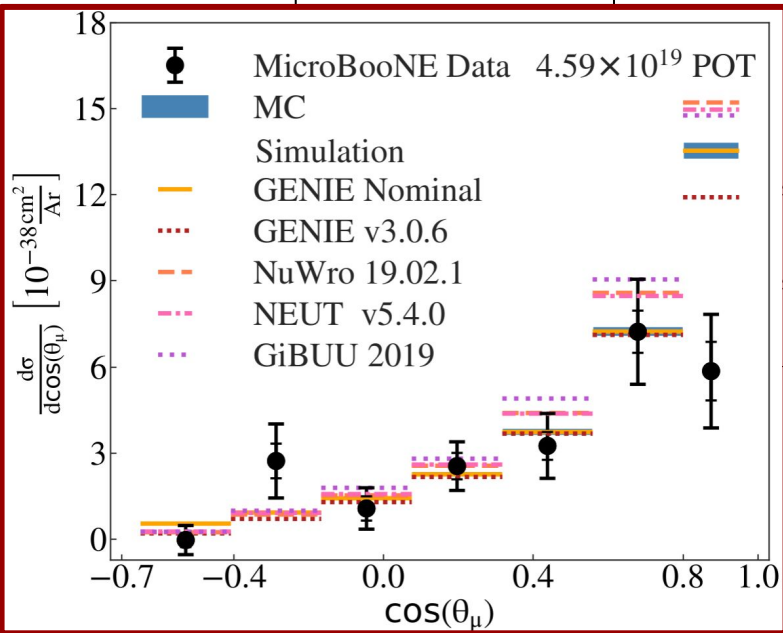 18
15
12
9
6
3
0
dσ/dcos(θμ) [10⁻³⁸cm²/Ar]
MicroBooNE Data 4.59×10¹⁹ POT
MC
Simulation
GENIE Nominal
GENIE v3.0.6
NuWro 19.02.1
NEUT v5.4.0
GiBUU 2019
−0.7 −0.4 0.0 0.4 0.8 1.0
cos(θμ)